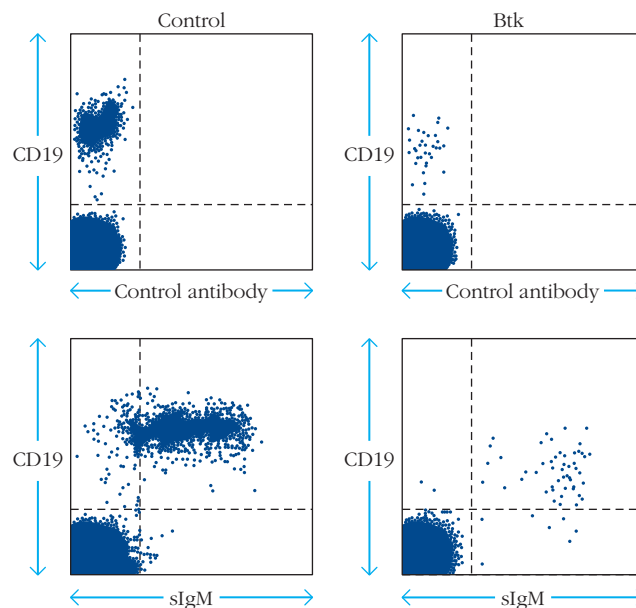 Control
Btk
CD19
CD19
Control antibody
Control antibody
CD19
CD19
sIgM
sIgM